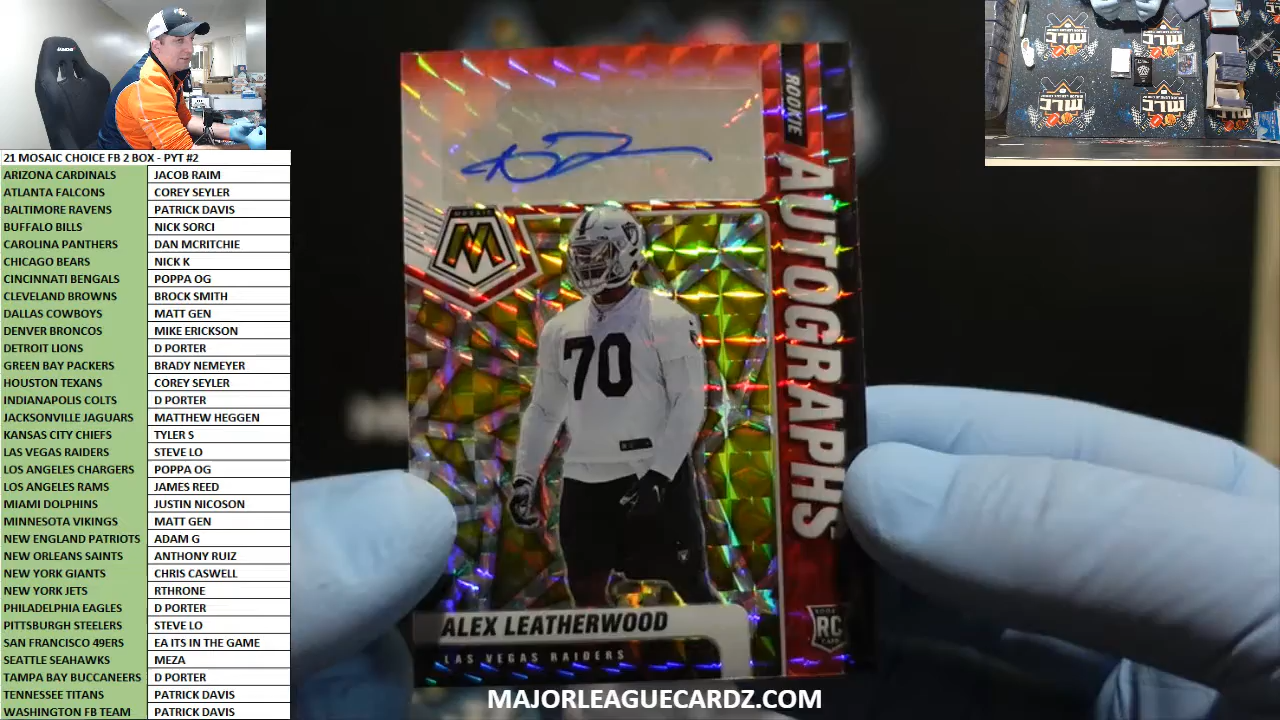 21 MOSAIC CHOICE FB 2 BOX - PYT #2
ARIZONA CARDINALS JACOB RAIM
ATLANTA FALCONS COREY SEYLER
BALTIMORE RAVENS PATRICK DAVIS
BUFFALO BILLS NICK SORCI
CAROLINA PANTHERS DAN MCRITCHIE
CHICAGO BEARS NICK K
CINCINNATI BENGALS POPPA OG
CLEVELAND BROWNS BROCK SMITH
DALLAS COWBOYS MATT GEN
DENVER BRONCOS MIKE ERICKSON
DETROIT LIONS D PORTER
GREEN BAY PACKERS BRADY NEMEYER
HOUSTON TEXANS COREY SEYLER
INDIANAPOLIS COLTS D PORTER
JACKSONVILLE JAGUARS MATTHEW HEGGEN
KANSAS CITY CHIEFS TYLER S
LAS VEGAS RAIDERS STEVE LO
LOS ANGELES CHARGERS POPPA OG
LOS ANGELES RAMS JAMES REED
MIAMI DOLPHINS JUSTIN NICOSON
MINNESOTA VIKINGS MATT GEN
NEW ENGLAND PATRIOTS ADAM G
NEW ORLEANS SAINTS ANTHONY RUIZ
NEW YORK GIANTS CHRIS CASWELL
NEW YORK JETS RTHRONE
PHILADELPHIA EAGLES D PORTER
PITTSBURGH STEELERS STEVE LO
SAN FRANCISCO 49ERS EA ITS IN THE GAME
SEATTLE SEAHAWKS MEZA
TAMPA BAY BUCCANEERS D PORTER
TENNESSEE TITANS PATRICK DAVIS
WASHINGTON FB TEAM PATRICK DAVIS
ROOKIE
AUTOGRAPHS
MOSAIC
M
70
ALEX LEATHERWOOD
LAS VEGAS RAIDERS
ROOKIE
RC
CARD
MLC
MLC
MLC
MLC
MAJORLEAGUECARDZ.COM